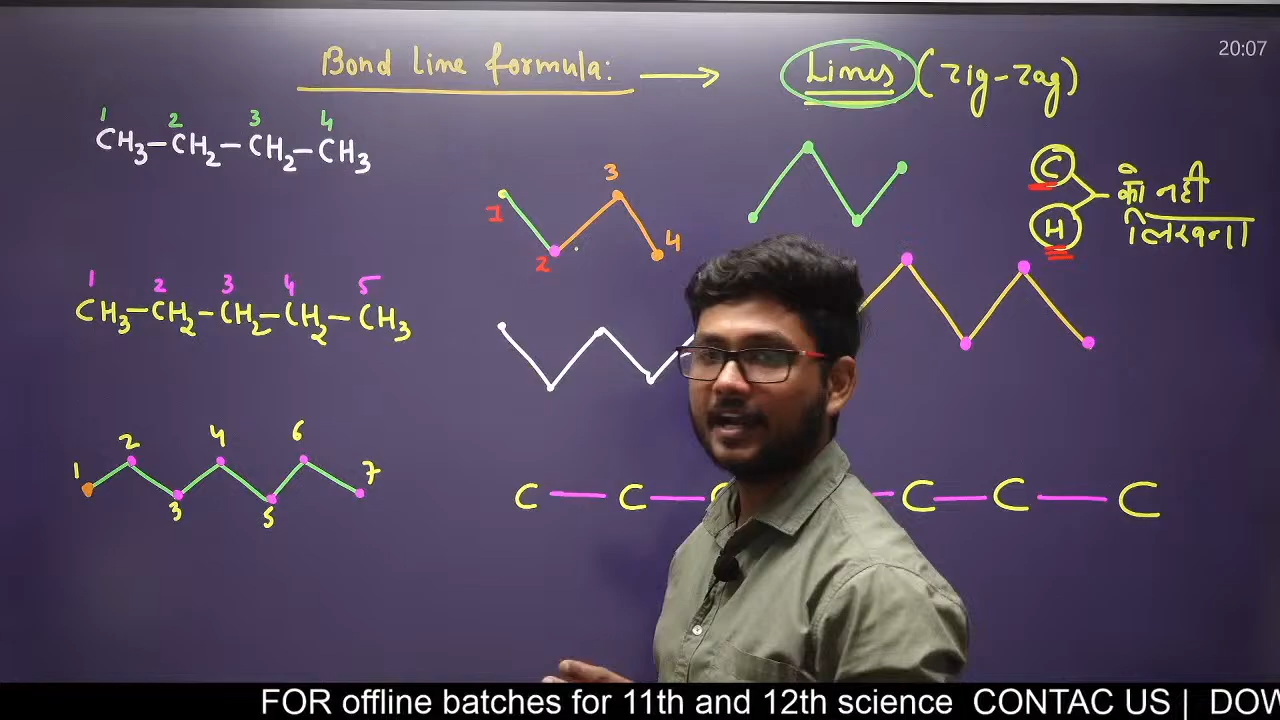 20:07
Bond line formula: → Lines (zig-zag)
1 2 3 4
CH₃-CH₂-CH₂-CH₃
C
H
को नहीं
लिखना
1 2 3 4
1 2 3 4 5
CH₃-CH₂-CH₂-CH₂-CH₃
1 2 3 4 5 6 7
C-C-
-C-C-C
FOR offline batches for 11th and 12th science CONTAC US | DOW